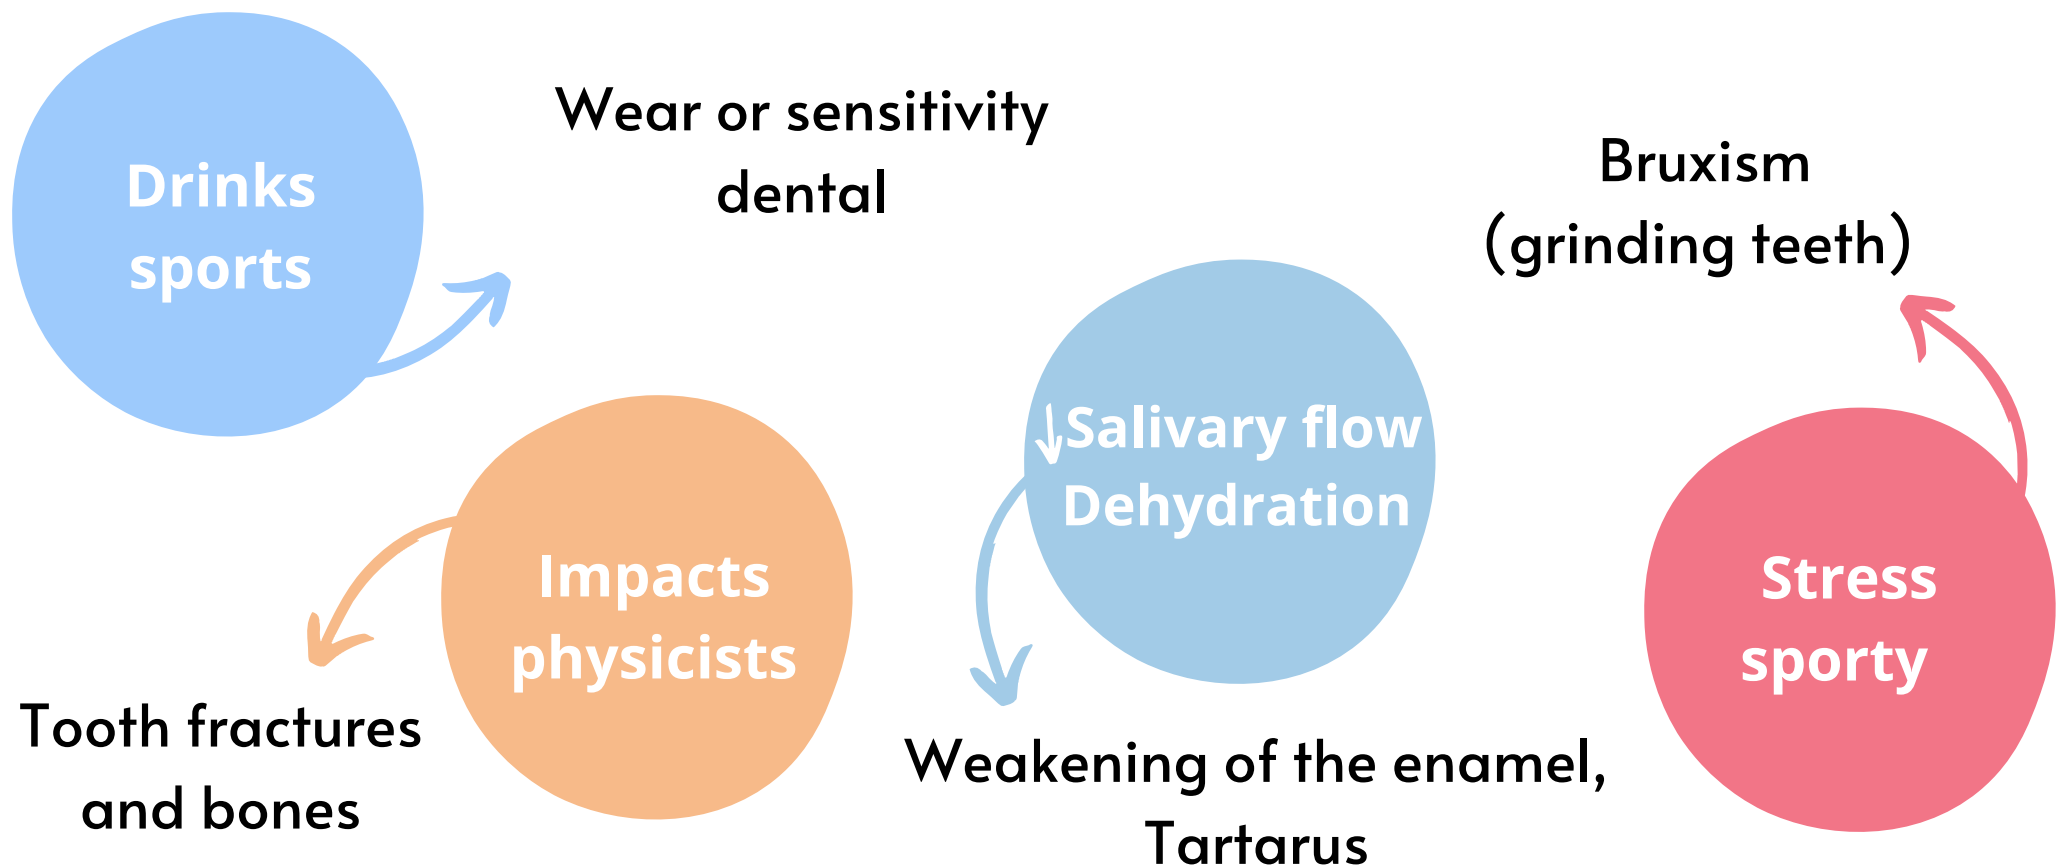 Drinks
sports
Wear or sensitivity
dental
Impacts
physicists
Tooth fractures
and bones
↓Salivary flow
Dehydration
Weakening of the enamel,
Tartarus
Bruxism
(grinding teeth)
Stress
sporty